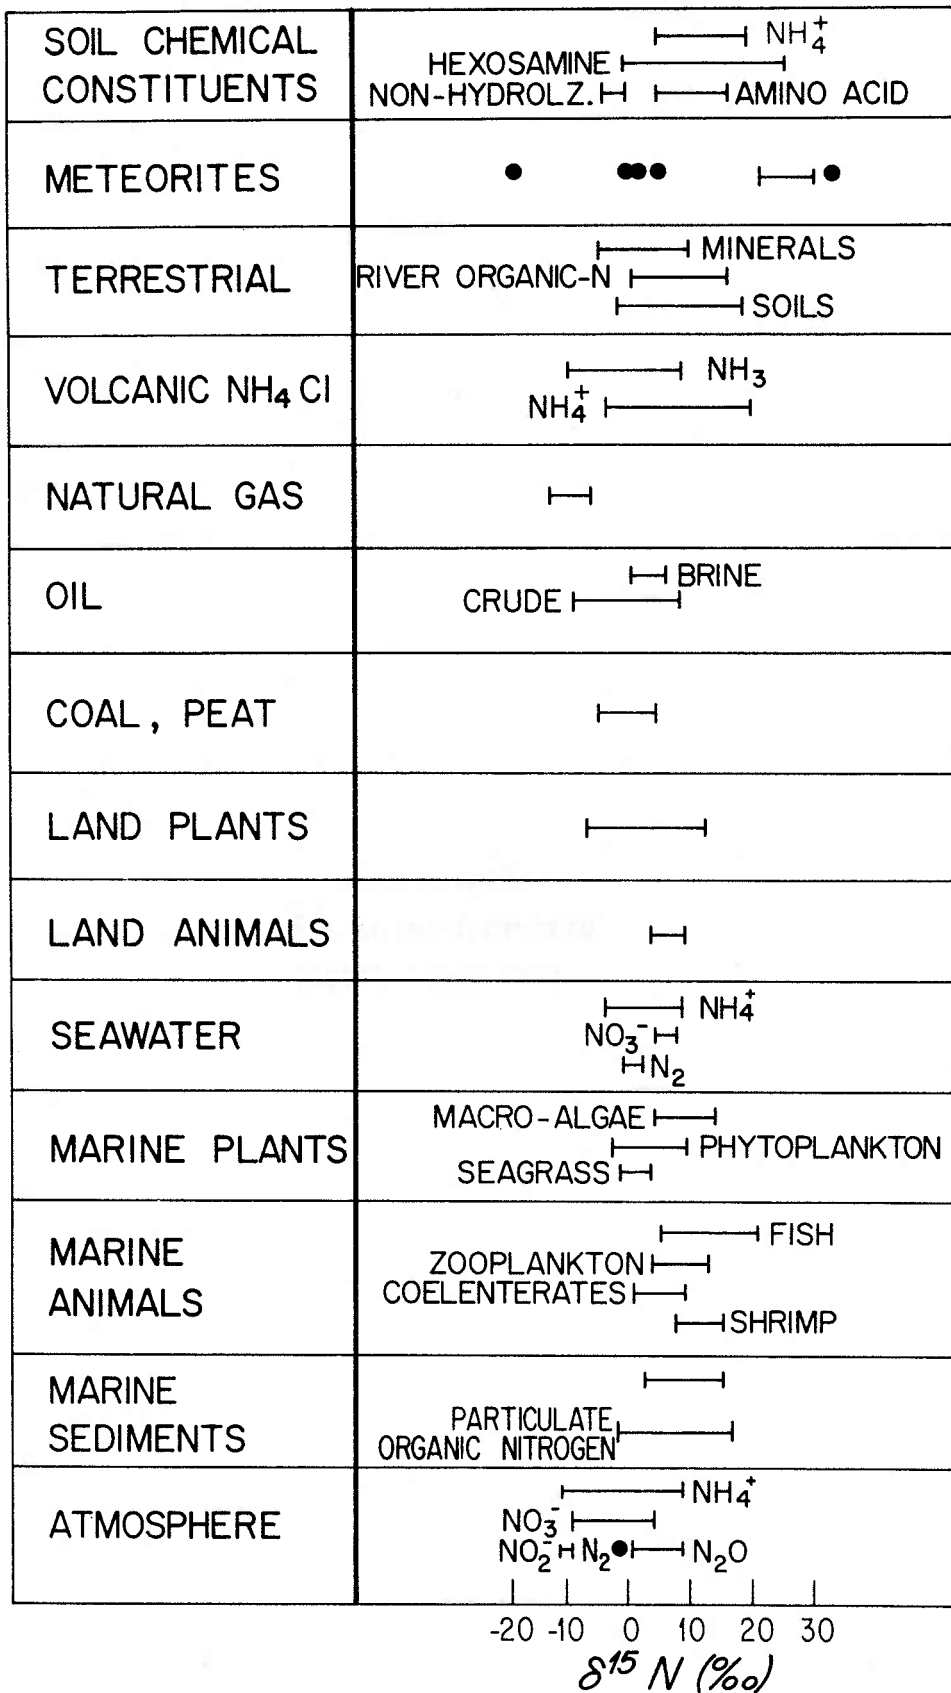 SOIL CHEMICAL
CONSTITUENTS
NH₄⁺
HEXOSAMINE
NON-HYDROLZ.
AMINO ACID
METEORITES
TERRESTRIAL
MINERALS
RIVER ORGANIC-N
SOILS
VOLCANIC NH₄Cl
NH₃
NH₄⁺
NATURAL GAS
OIL
BRINE
CRUDE
COAL, PEAT
LAND PLANTS
LAND ANIMALS
SEAWATER
NH₄⁺
NO₃⁻
N₂
MARINE PLANTS
MACRO-ALGAE
PHYTOPLANKTON
SEAGRASS
MARINE
ANIMALS
FISH
ZOOPLANKTON
COELENTERATES
SHRIMP
MARINE
SEDIMENTS
PARTICULATE
ORGANIC NITROGEN
ATMOSPHERE
NH₄⁺
NO₃⁻
NO₂⁻ N₂ N₂O
-20 -10 0 10 20 30
δ¹⁵ N (‰)